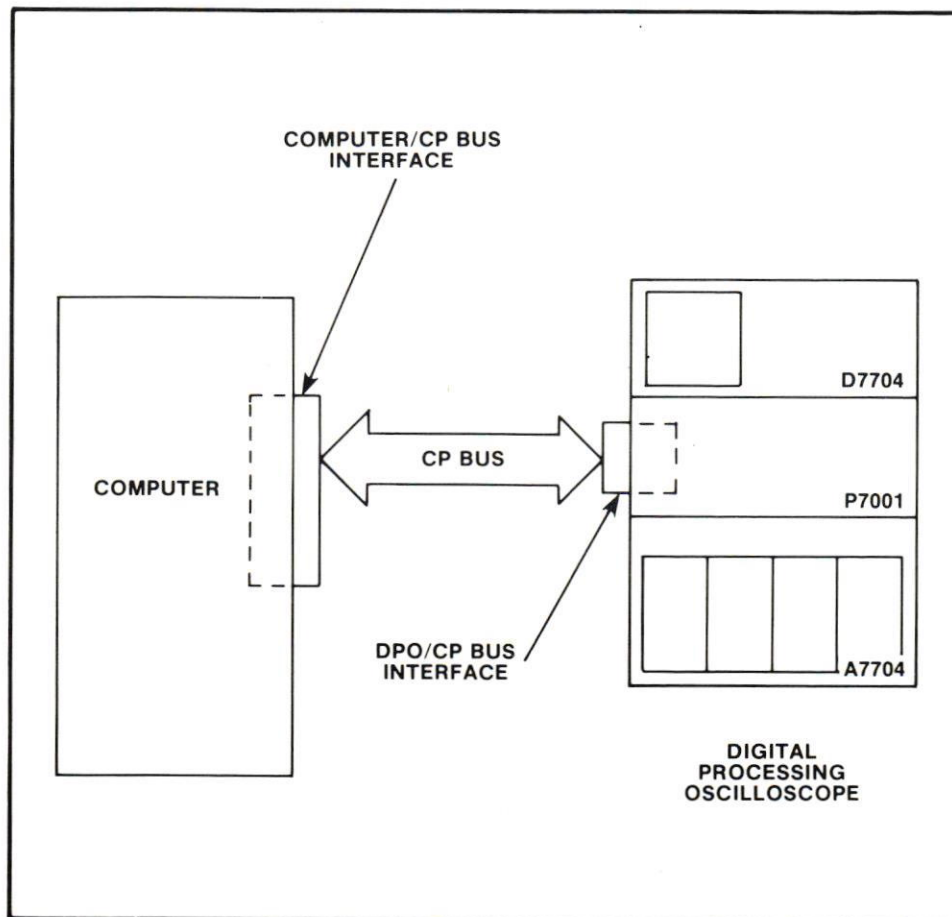 COMPUTER/CP BUS
INTERFACE
D7704
CP BUS
COMPUTER
P7001
DPO/CP BUS
INTERFACE
A7704
DIGITAL
PROCESSING
OSCILLOSCOPE